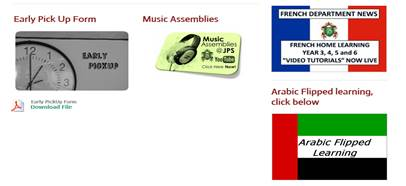 Early Pick Up Form
EARLY
PICKUP
Early PickUp Form
Download File
Music Assemblies
Music
Assemblies
@ JPS
YouTube
Click Here Now!
FRENCH DEPARTMENT NEWS
FRENCH HOME LEARNING
YEAR 3, 4, 5 and 6
"VIDEO TUTORIALS" NOW LIVE
Arabic Flipped learning,
click below
Arabic Flipped
Learning